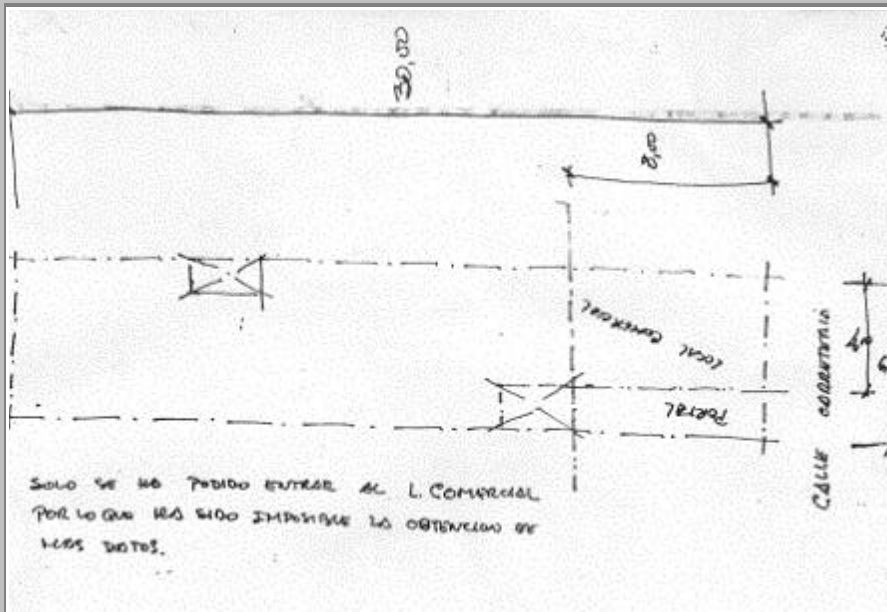 30,00
8,00
LOCAL COMERCIAL
PORTAL
CALLE
SOLO SE HA PODIDO ENTRAR AL L. COMERCIAL
POR LO QUE HA SIDO IMPOSIBLE LA OBTENCION DE
MAS DATOS.